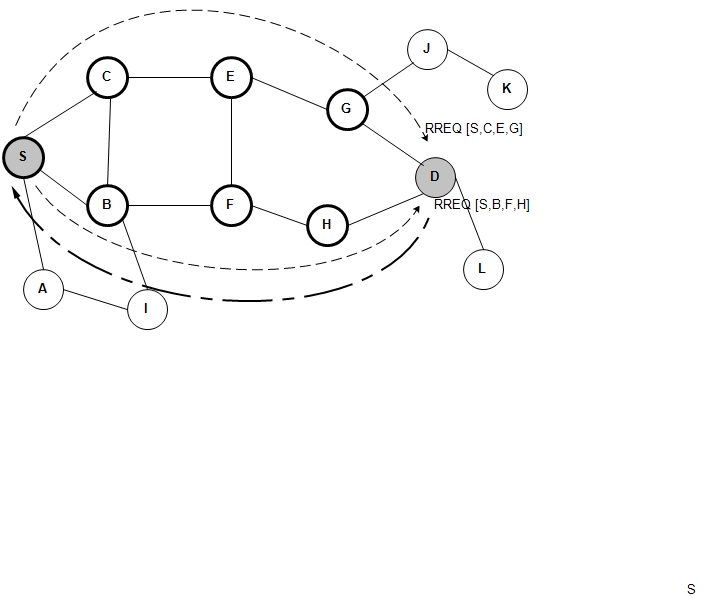 J
C
E
K
G
RREQ [S,C,E,G]
S
D
B
F
RREQ [S,B,F,H]
H
L
A
I
S